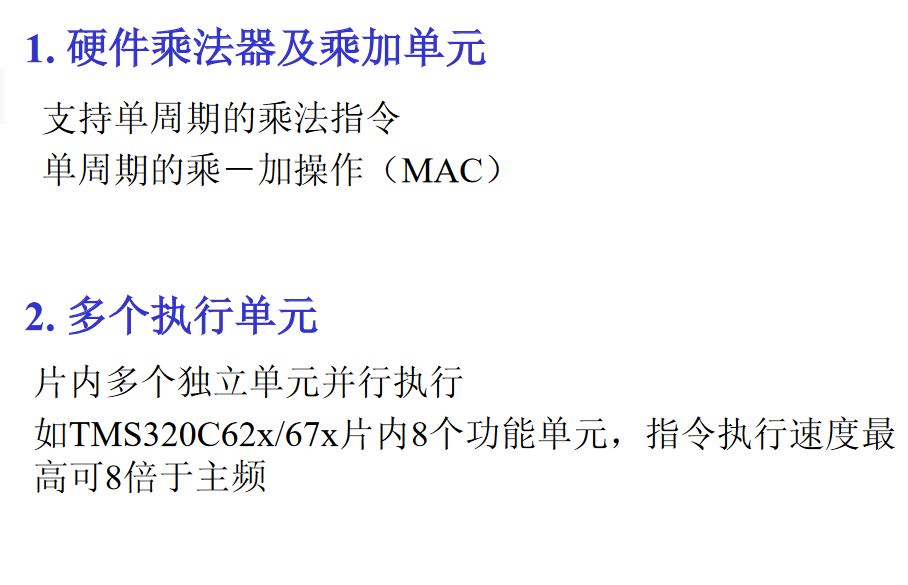 1. 硬件乘法器及乘加单元
支持单周期的乘法指令
单周期的乘－加操作（MAC）
2. 多个执行单元
片内多个独立单元并行执行
如TMS320C62x/67x片内8个功能单元，指令执行速度最
高可8倍于主频